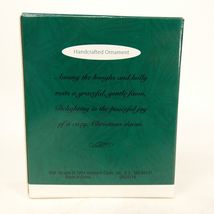 Handcrafted Ornament
Among the boughs and holly
rests a graceful, gentle fawn,
Delighting in the peaceful joy
of a cozy, Christmas dawn.